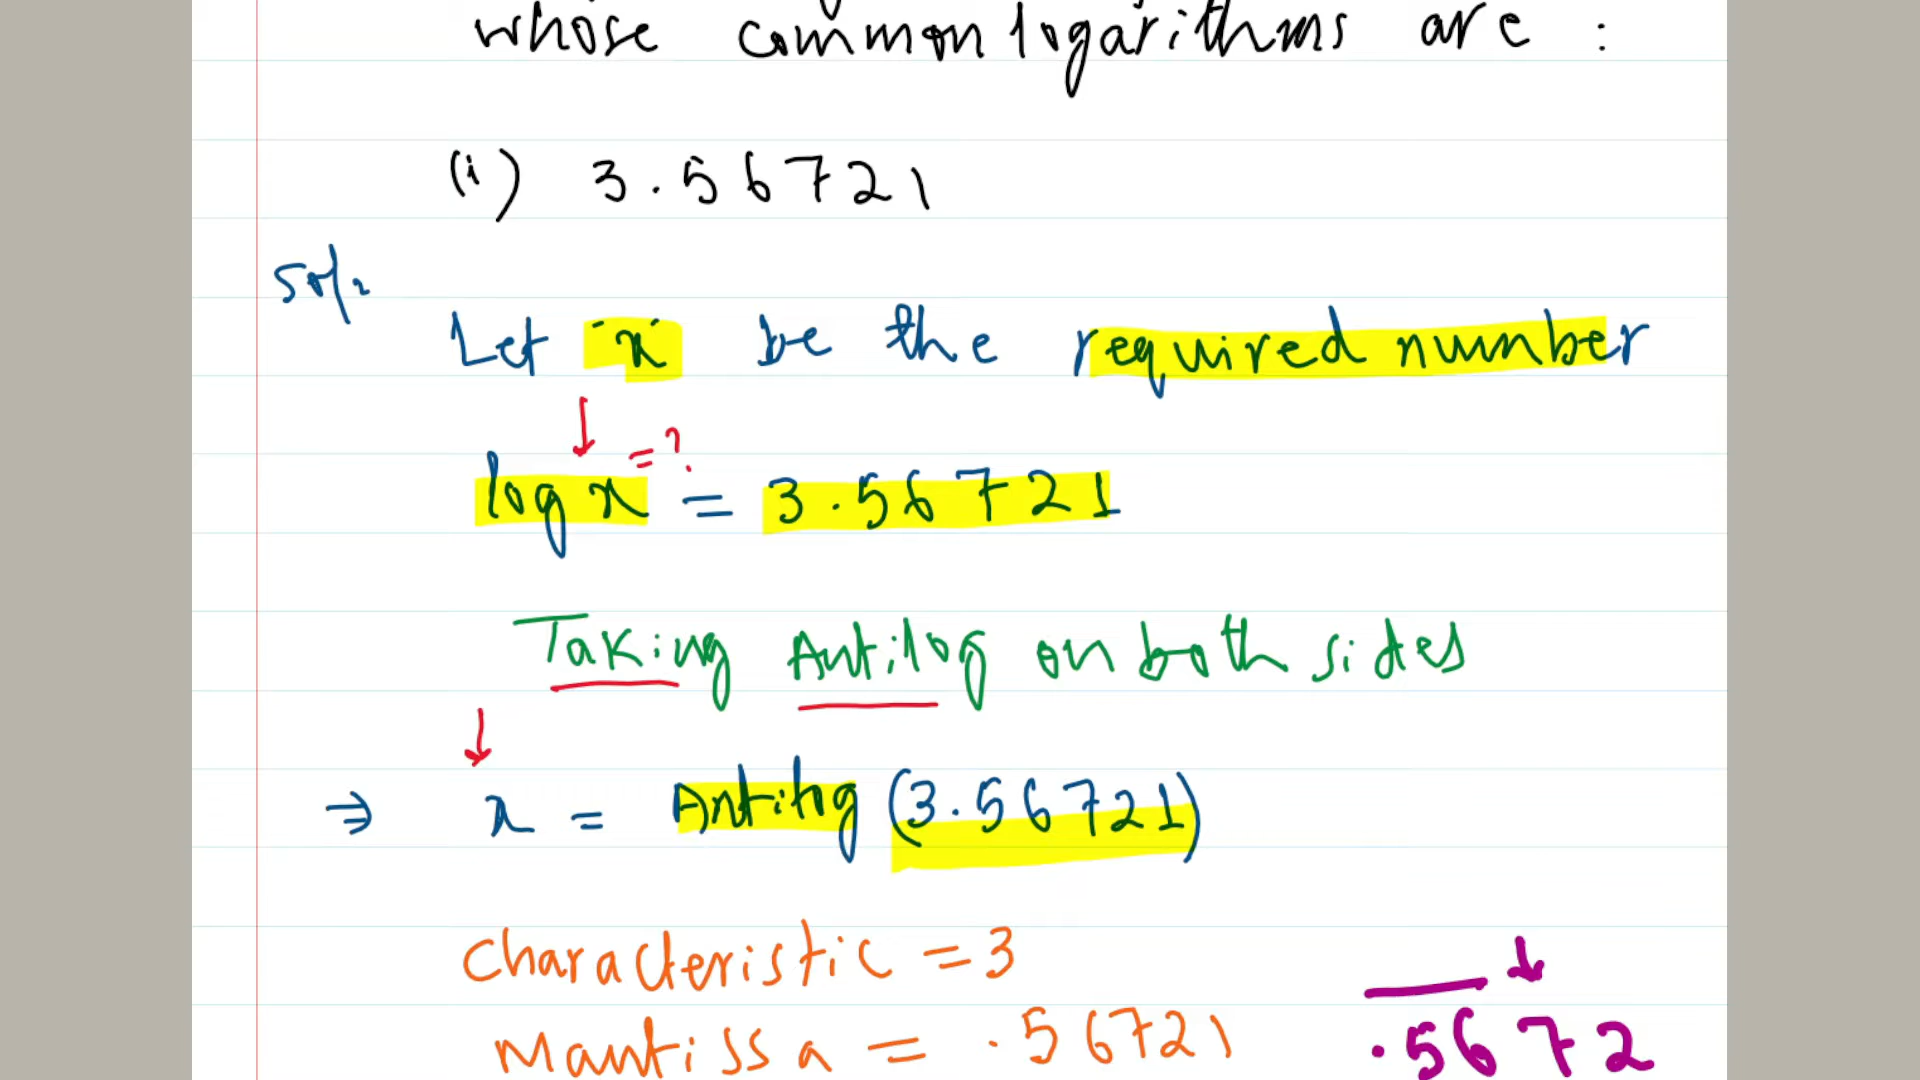 whose common logarithms are :
(i) 3.56721
Sol.
Let 'x' be the required number
= ?
log x = 3.56721
Taking Antilog on both sides
⇒ x = Antilog (3.56721)
Characteristic = 3
Mantissa = .56721
.5672